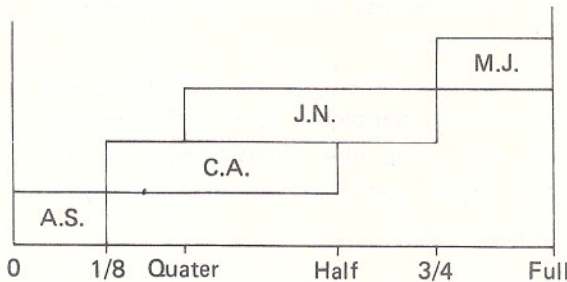 M.J.
J.N.
C.A.
A.S.
0 1/8 Quater Half 3/4 Full